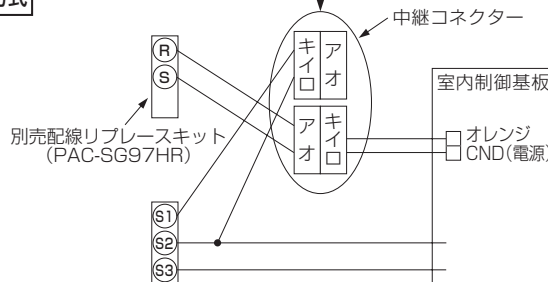 式
中継コネクター
キイロ
アオ
R
S
室内制御基板
アオ
キイロ
別売配線リプレースキット
(PAC-SG97HR)
オレンジ
CND(電源)
S1
S2
S3